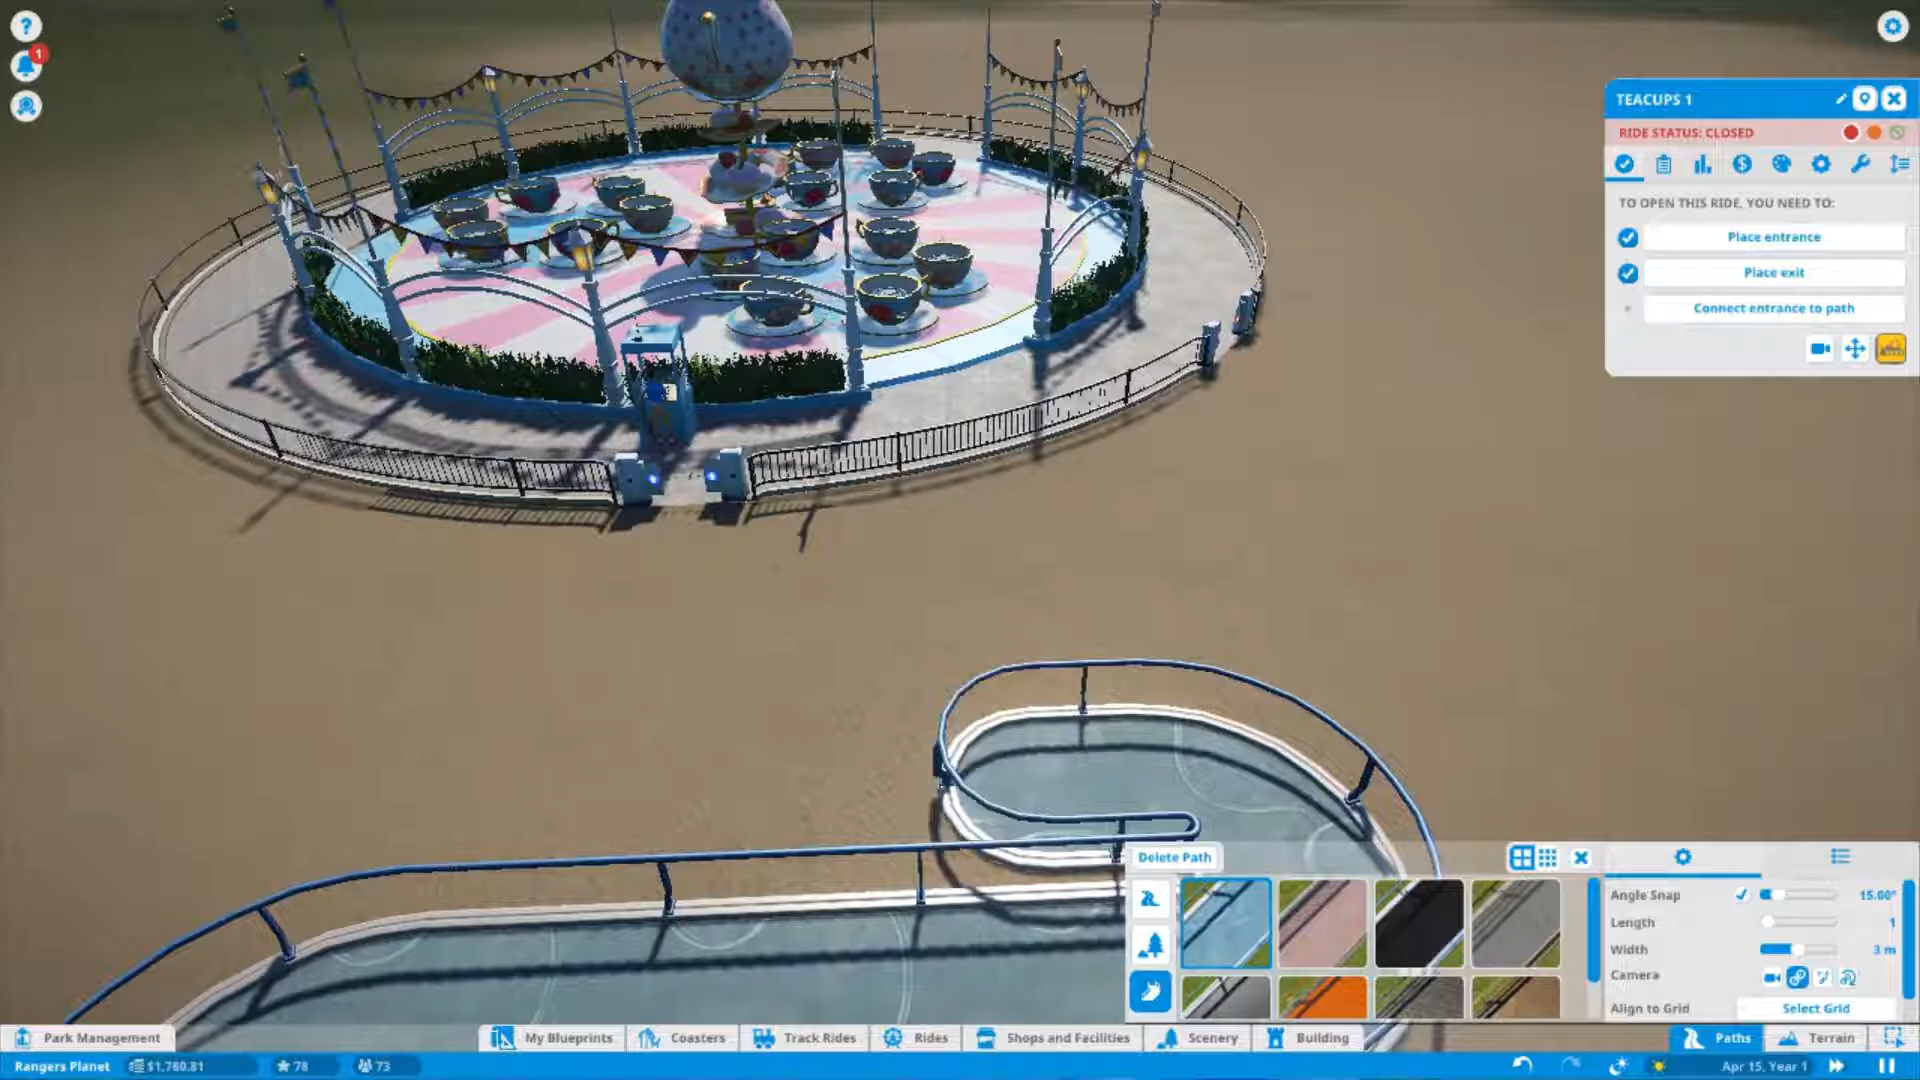 ?
1
TEACUPS 1
RIDE STATUS: CLOSED
TO OPEN THIS RIDE, YOU NEED TO:
Place entrance
Place exit
Connect entrance to path
Delete Path
Angle Snap 15.00°
Length 1
Width 3 m
Camera
Align to Grid Select Grid
Park Management My Blueprints Coasters Track Rides Rides Shops and Facilities Scenery Building Paths Terrain
Rangers Planet $1,780.81 78 73 Apr 15, Year 1